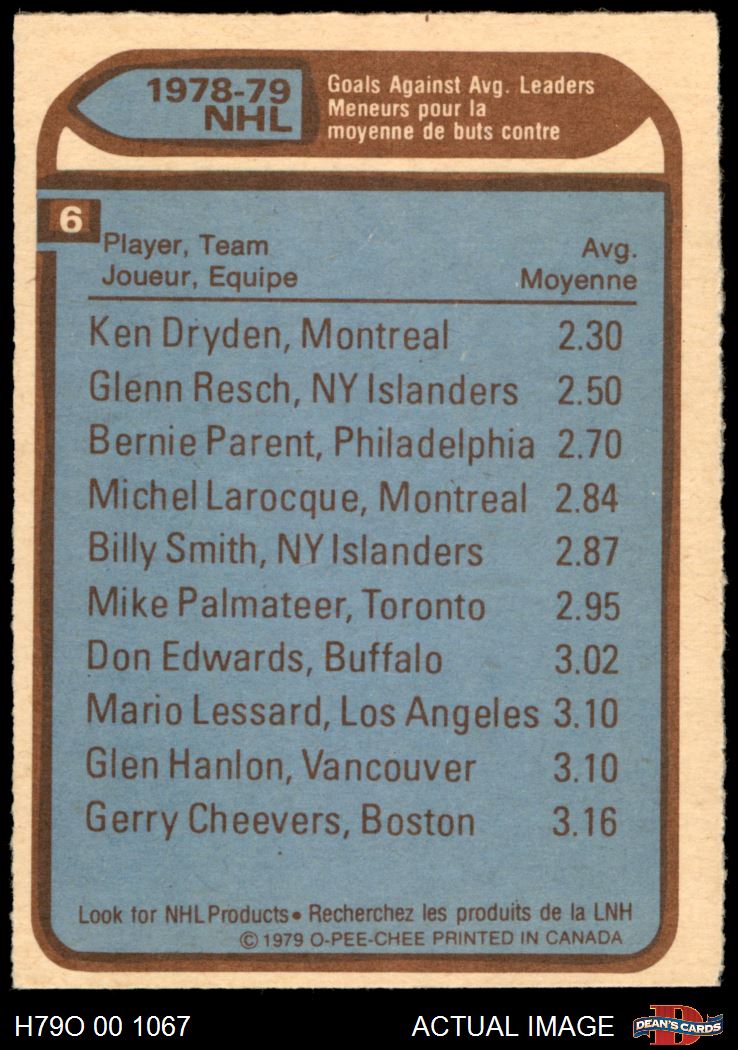 1978-79
NHL
Goals Against Avg. Leaders
Meneurs pour la
moyenne de buts contre
6
Player, Team Avg.
Joueur, Equipe Moyenne
Ken Dryden, Montreal 2.30
Glenn Resch, NY Islanders 2.50
Bernie Parent, Philadelphia 2.70
Michel Larocque, Montreal 2.84
Billy Smith, NY Islanders 2.87
Mike Palmateer, Toronto 2.95
Don Edwards, Buffalo 3.02
Mario Lessard, Los Angeles 3.10
Glen Hanlon, Vancouver 3.10
Gerry Cheevers, Boston 3.16
Look for NHL Products • Recherchez les produits de la LNH
© 1979 O-PEE-CHEE PRINTED IN CANADA
H79O 00 1067 ACTUAL IMAGE
D
DEAN'S CARDS